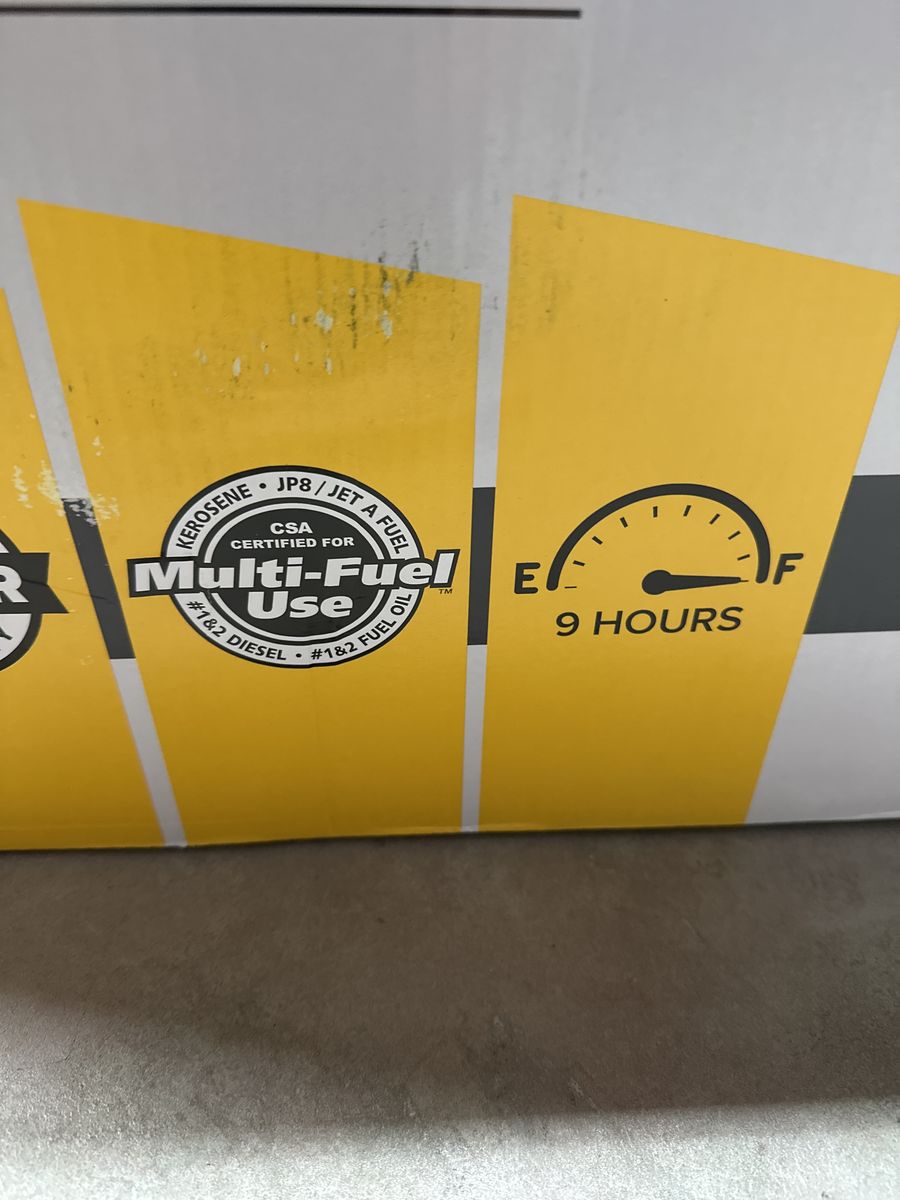 KEROSENE • JP8 / JET A FUEL
CSA
CERTIFIED FOR
Multi-Fuel
Use
TM
#1&2 DIESEL • #1&2 FUEL OIL
E F
9 HOURS
R